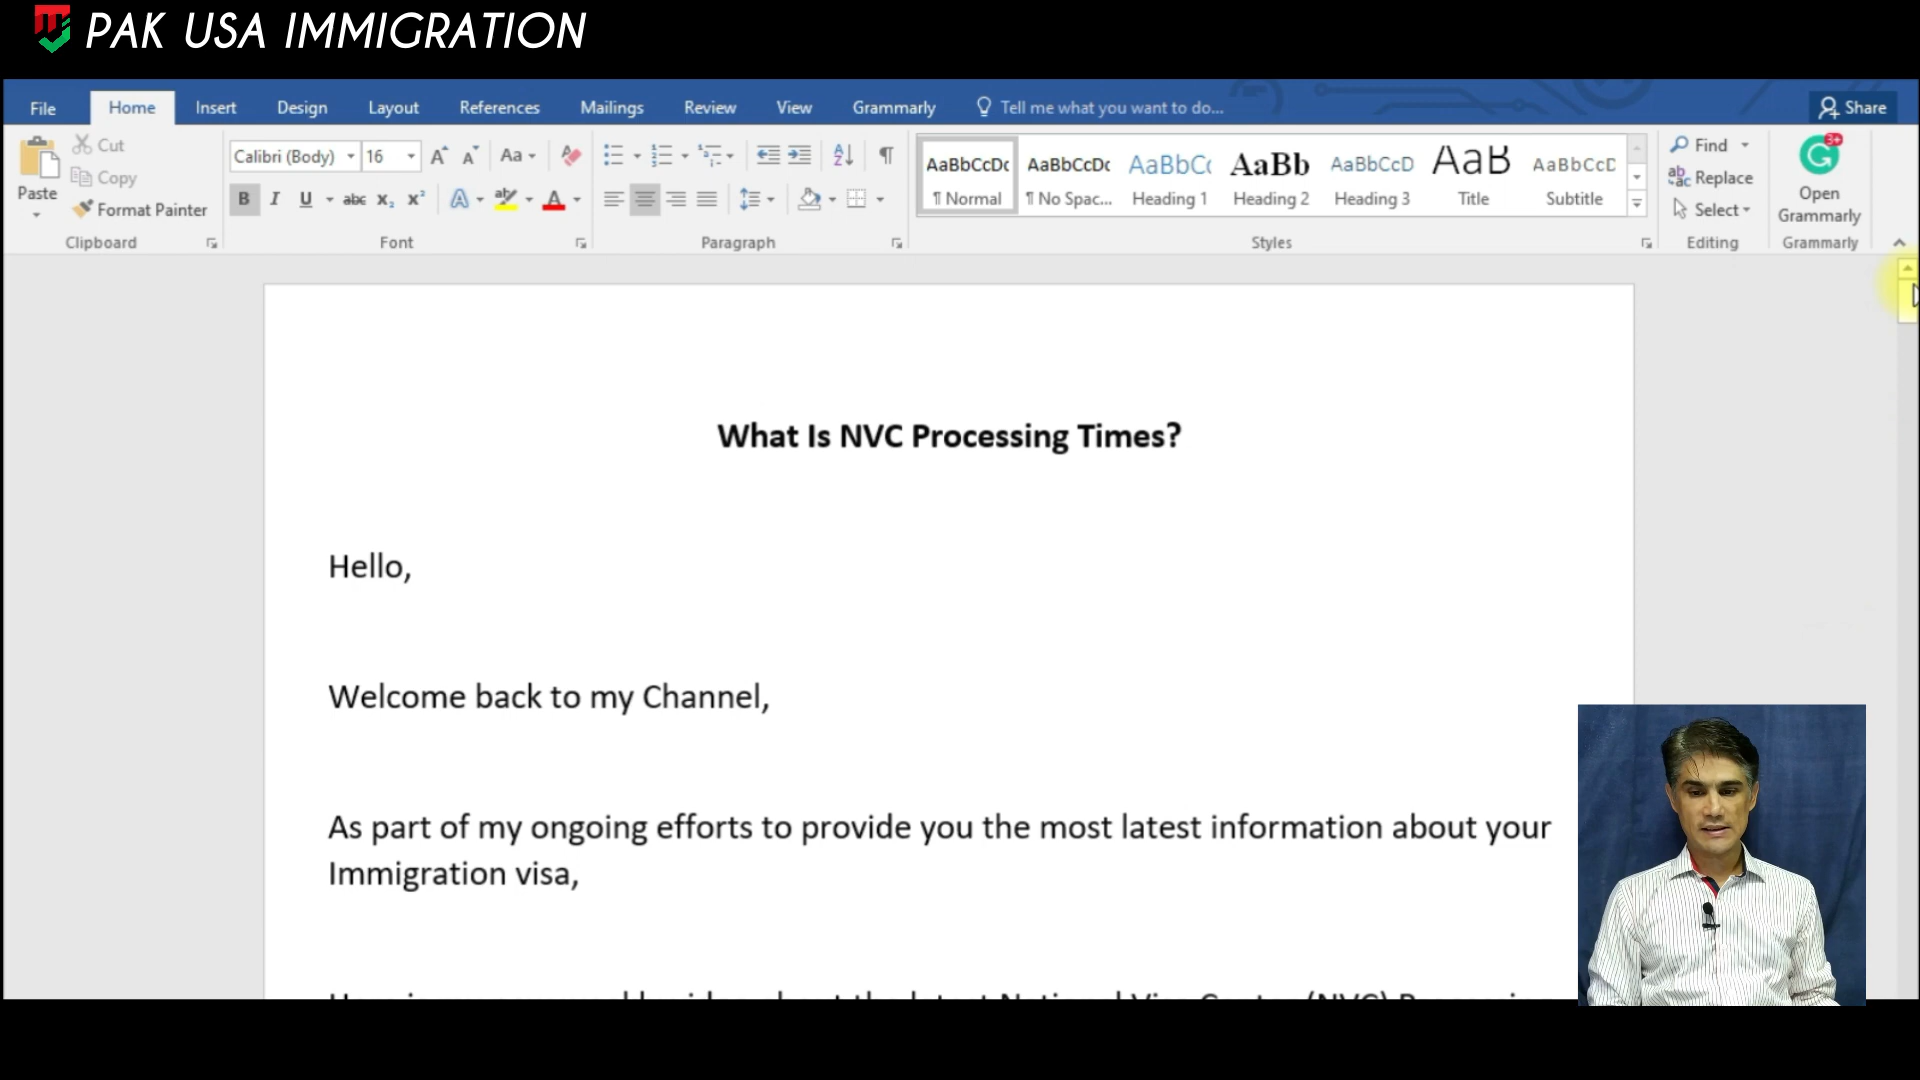 PAK USA IMMIGRATION
File Home Insert Design Layout References Mailings Review View Grammarly Tell me what you want to do... Share
Paste
Cut
Copy
Format Painter
Clipboard
Calibri (Body) 16
Font
Paragraph
AaBbCcDc AaBbCcDc AaBbC AaBb AaBbCcD AaB AaBbCcD
¶ Normal ¶ No Spac... Heading 1 Heading 2 Heading 3 Title Subtitle
Styles
Find
Replace
Select
Editing
Open
Grammarly
Grammarly
What Is NVC Processing Times?
Hello,
Welcome back to my Channel,
As part of my ongoing efforts to provide you the most latest information about your
Immigration visa,